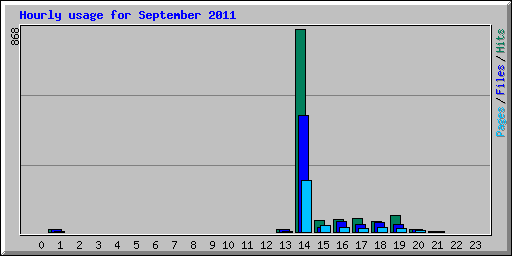 Hourly usage for September 2011
868
Pages/Files/Hits
0 1 2 3 4 5 6 7 8 9 10 11 12 13 14 15 16 17 18 19 20 21 22 23